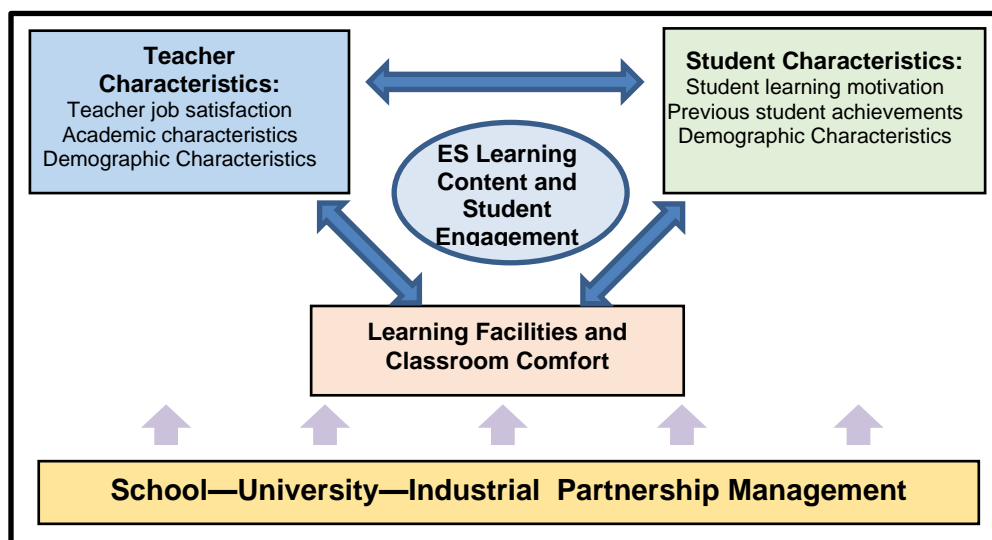 Teacher
Characteristics:
Teacher job satisfaction
Academic characteristics
Demographic Characteristics
Student Characteristics:
Student learning motivation
Previous student achievements
Demographic Characteristics
ES Learning
Content and
Student
Engagement
Learning Facilities and
Classroom Comfort
School—University—Industrial Partnership Management